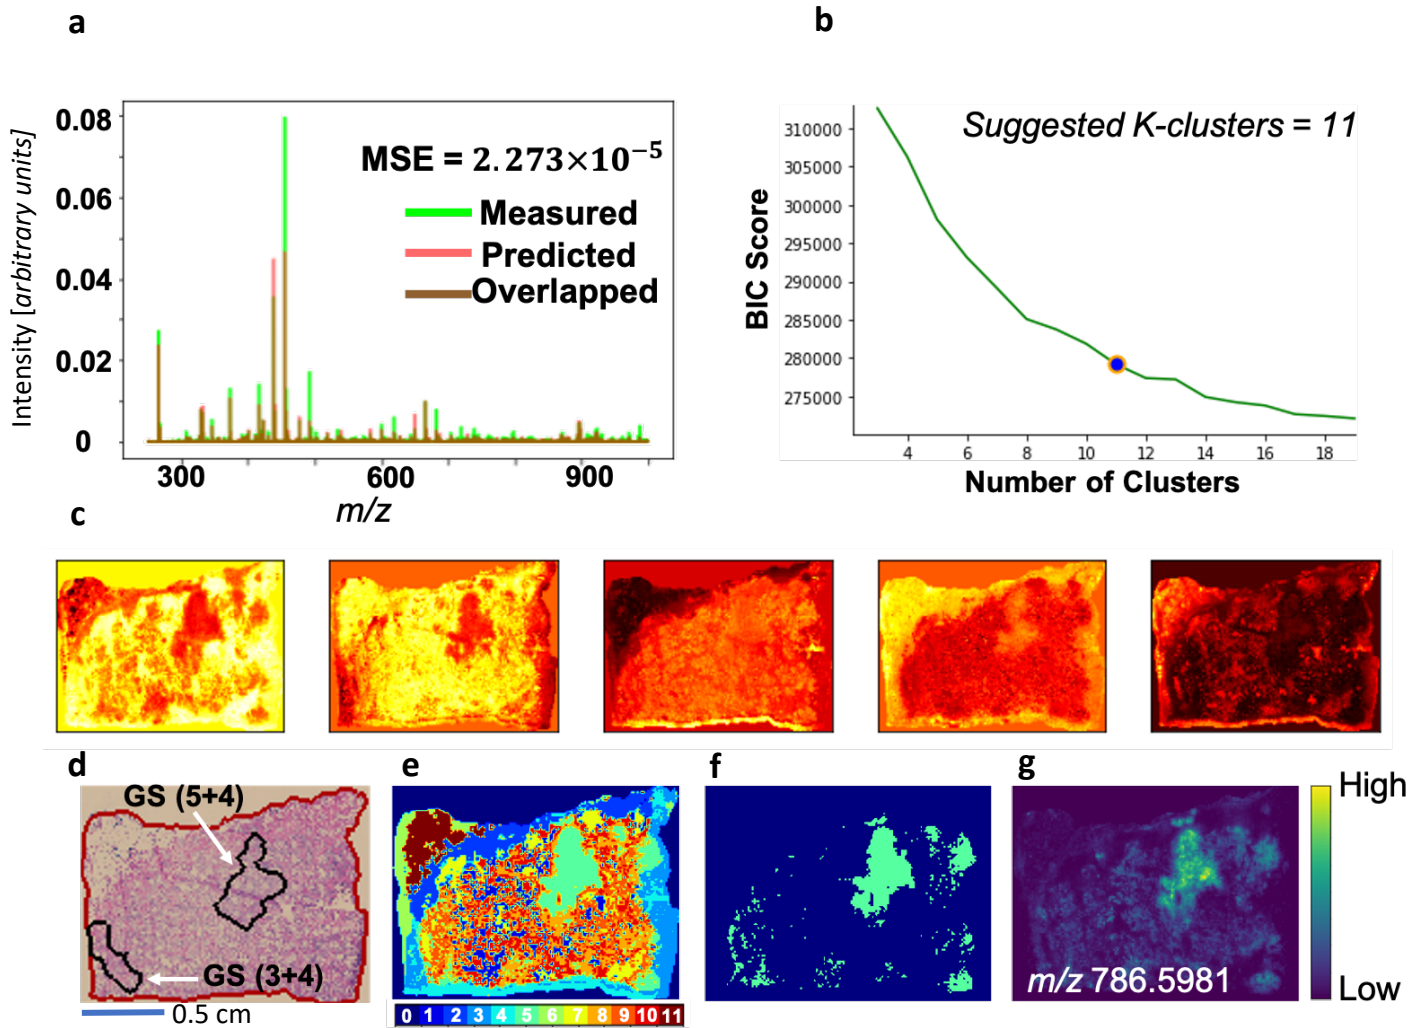 a
b
Intensity [arbitrary units]
0.08
0.06
0.04
0.02
0
MSE = 2.273×10⁻⁵
Measured
Predicted
Overlapped
300
600
900
m/z
BIC Score
310000
305000
300000
295000
290000
285000
280000
275000
Suggested K-clusters = 11
4 6 8 10 12 14 16 18
Number of Clusters
c
d
e
f
g
GS (5+4)
GS (3+4)
0.5 cm
0 1 2 3 4 5 6 7 8 9 10 11
m/z 786.5981
High
Low